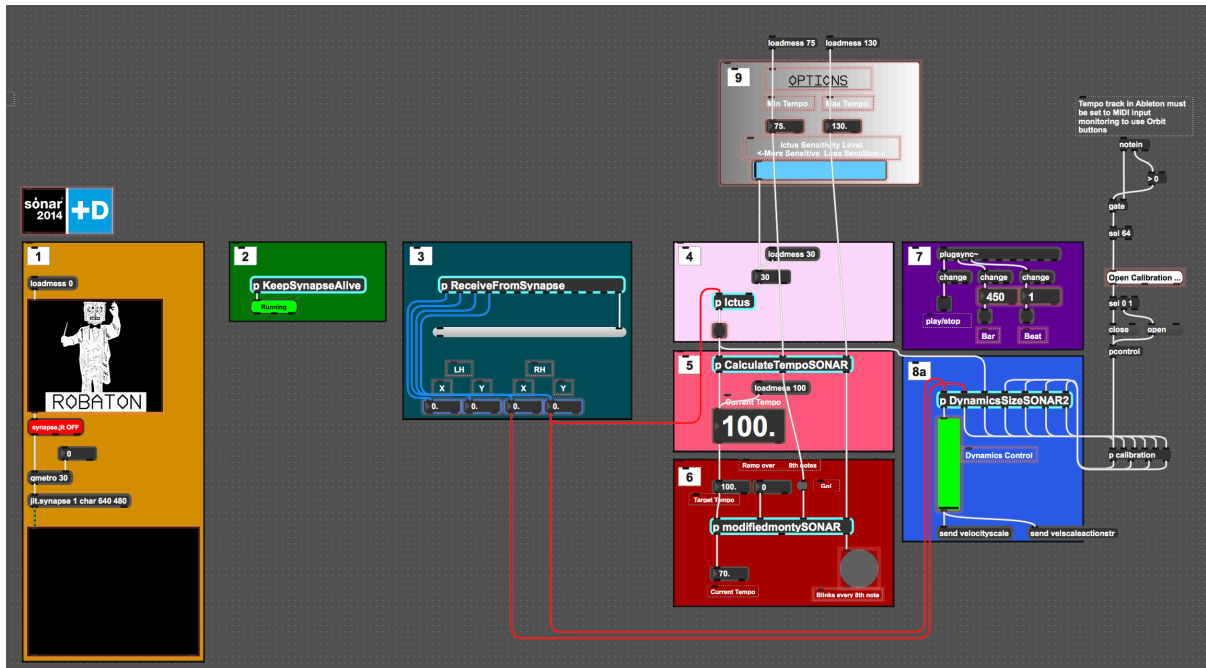 loadmess 75
loadmess 130
9
OPTIONS
Min Tempo
Max Tempo
75.
130.
Ictus Sensitivity Level
<-More Sensitive Less Sensitive->
Tempo track in Ableton must
be set to MIDI input
monitoring to use Orbit
buttons
notein
> 0
gate
sel 64
Open Calibration ...
sel 0 1
close
open
pcontrol
p calibration
sónar
2014
+D
1
loadmess 0
ROBATON
synapse.jit OFF
0
qmetro 30
jit.synapse 1 char 640 480
2
p KeepSynapseAlive
Running
3
p ReceiveFromSynapse
LH
RH
X
Y
X
Y
0.
0.
0.
0.
4
loadmess 30
30
p Ictus
5
p CalculateTempoSONAR
loadmess 100
Current Tempo
100.
6
Ramp over
8th notes
100.
0
Go!
Target Tempo
p modifiedmontySONAR
70.
Current Tempo
Blinks every 8th note
7
plugsync~
change
change
change
450
1
play/stop
Bar
Beat
8a
p DynamicsSizeSONAR2
Dynamics Control
send velocityscale
send velscaleactionstr